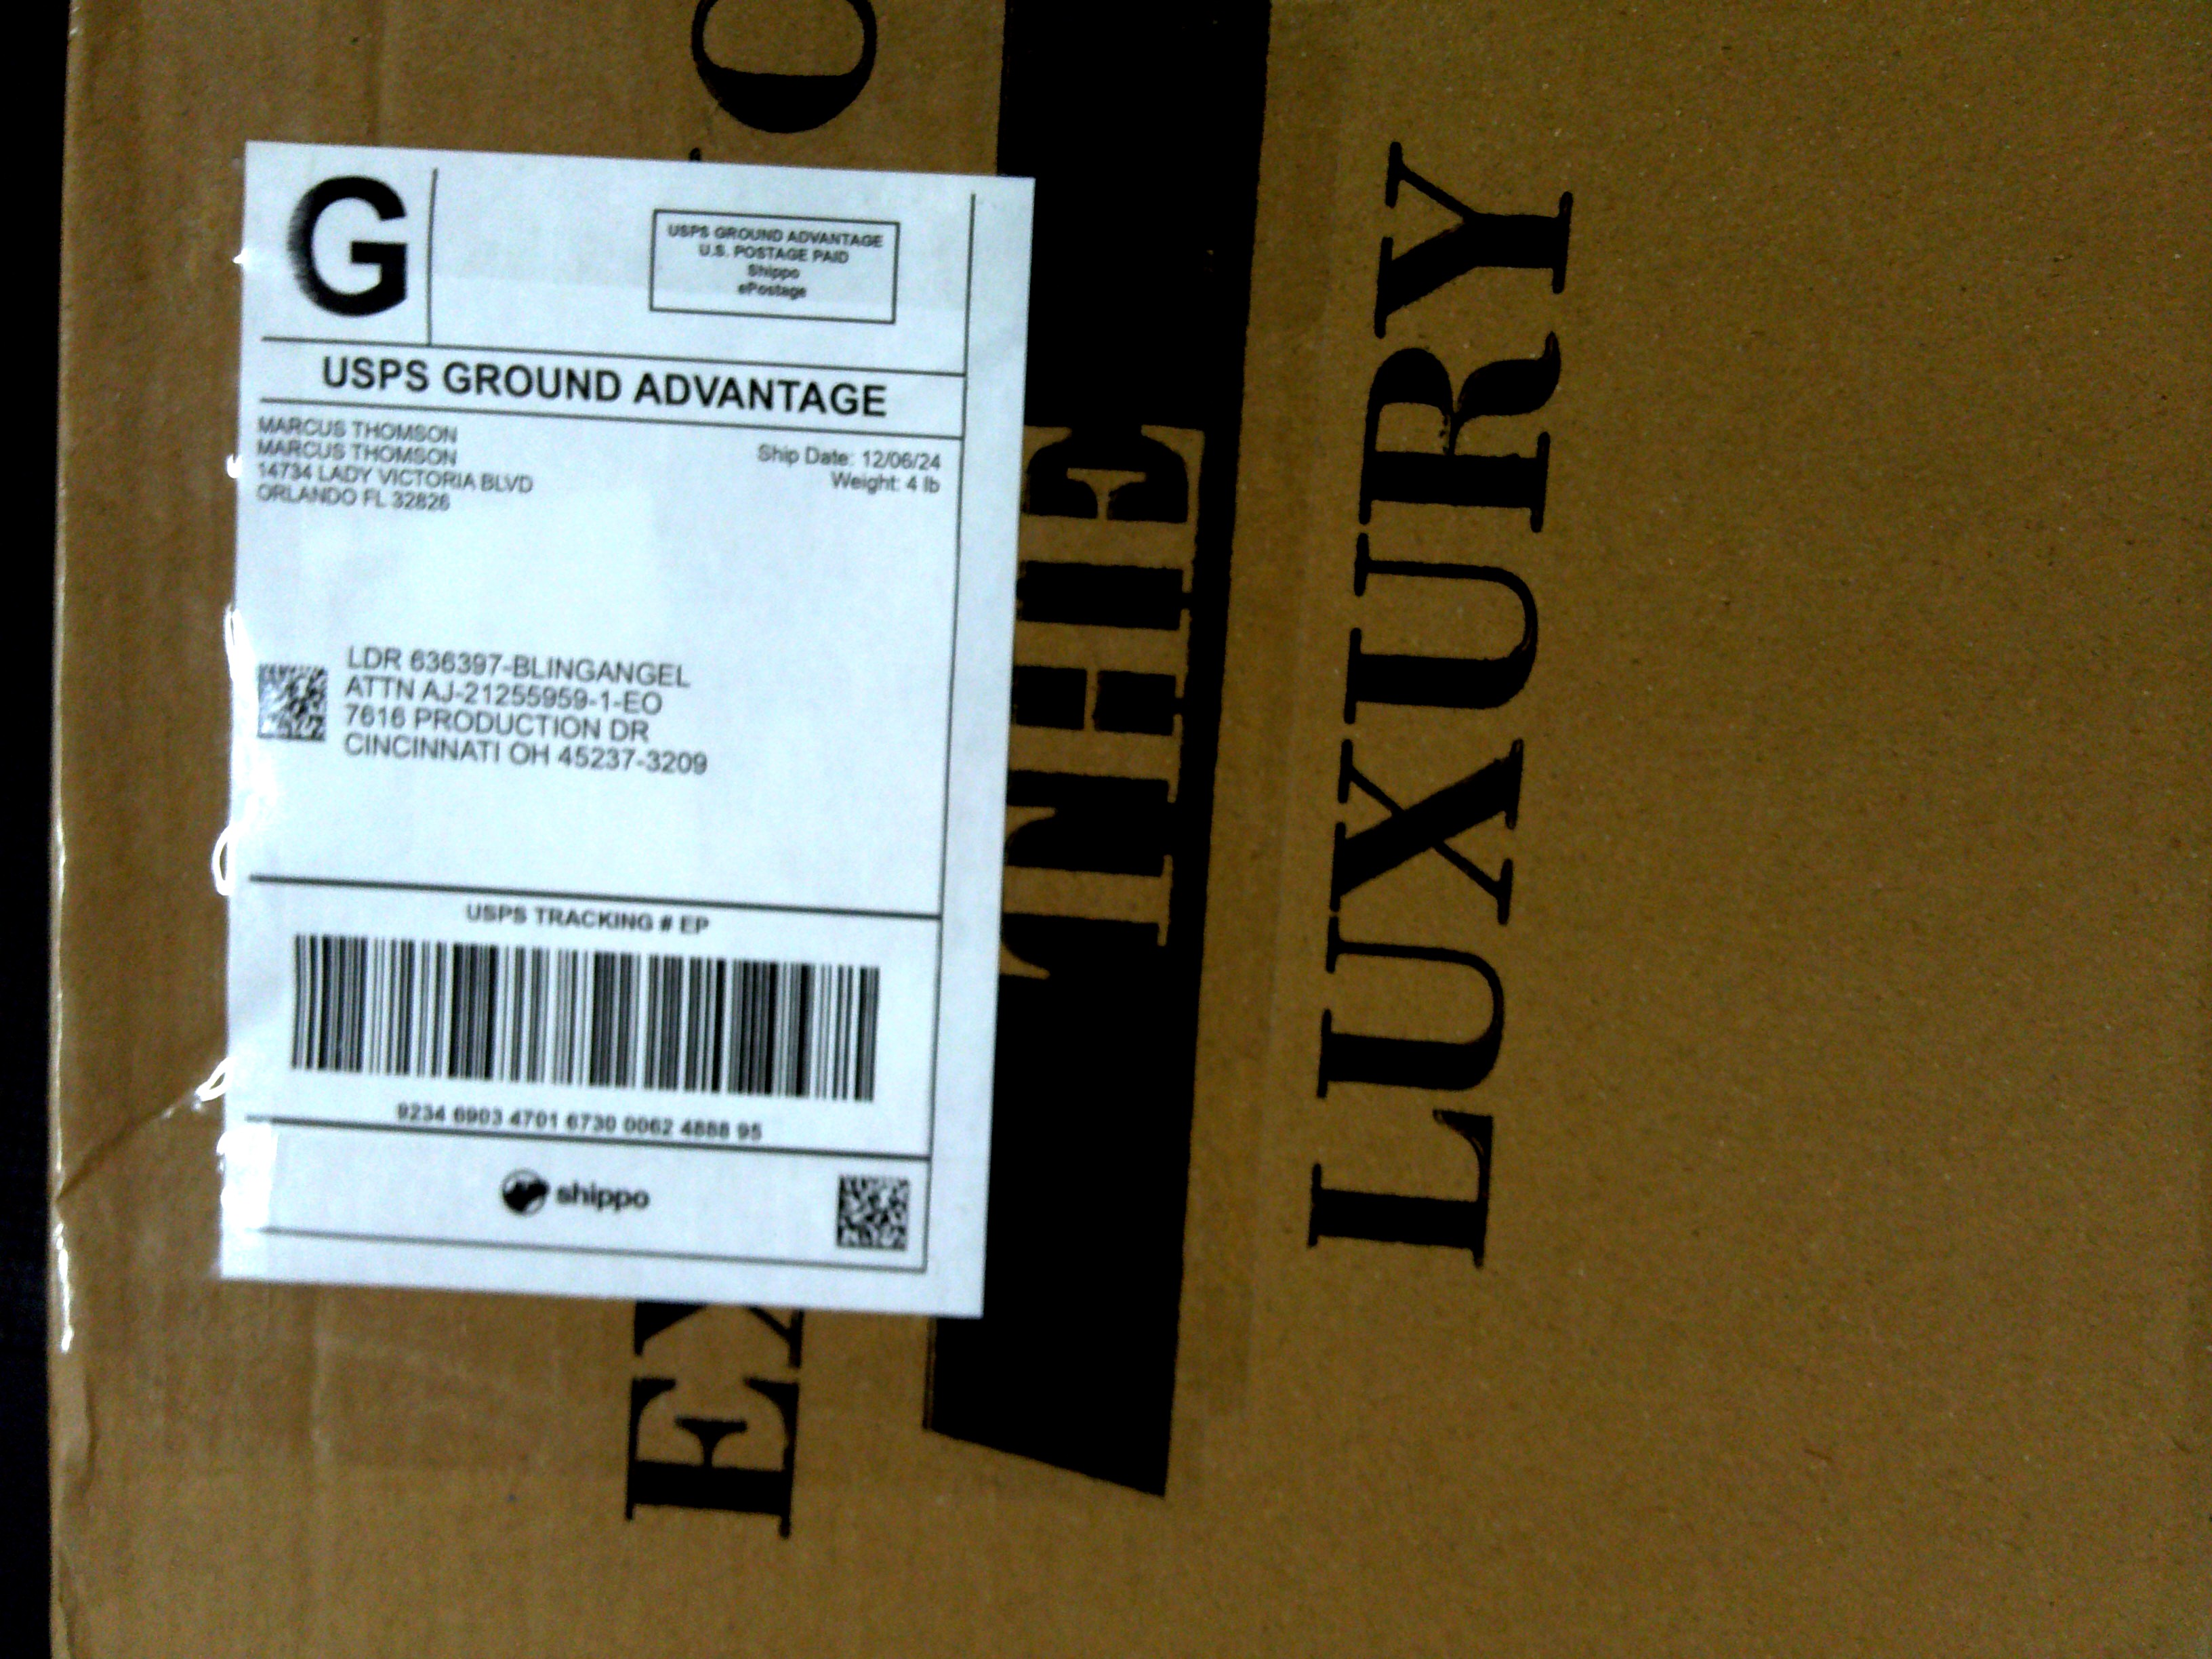 G
USPS GROUND ADVANTAGE
U.S. POSTAGE PAID
Shippo
ePostage
USPS GROUND ADVANTAGE
MARCUS THOMSON
MARCUS THOMSON
14734 LADY VICTORIA BLVD
ORLANDO FL 32826
Ship Date: 12/06/24
Weight: 4 lb
LDR 636397-BLINGANGEL
ATTN AJ-21255959-1-EO
7616 PRODUCTION DR
CINCINNATI OH 45237-3209
USPS TRACKING # EP
9234 6903 4701 6730 0062 4888 95
shippo
THE
LUXURY